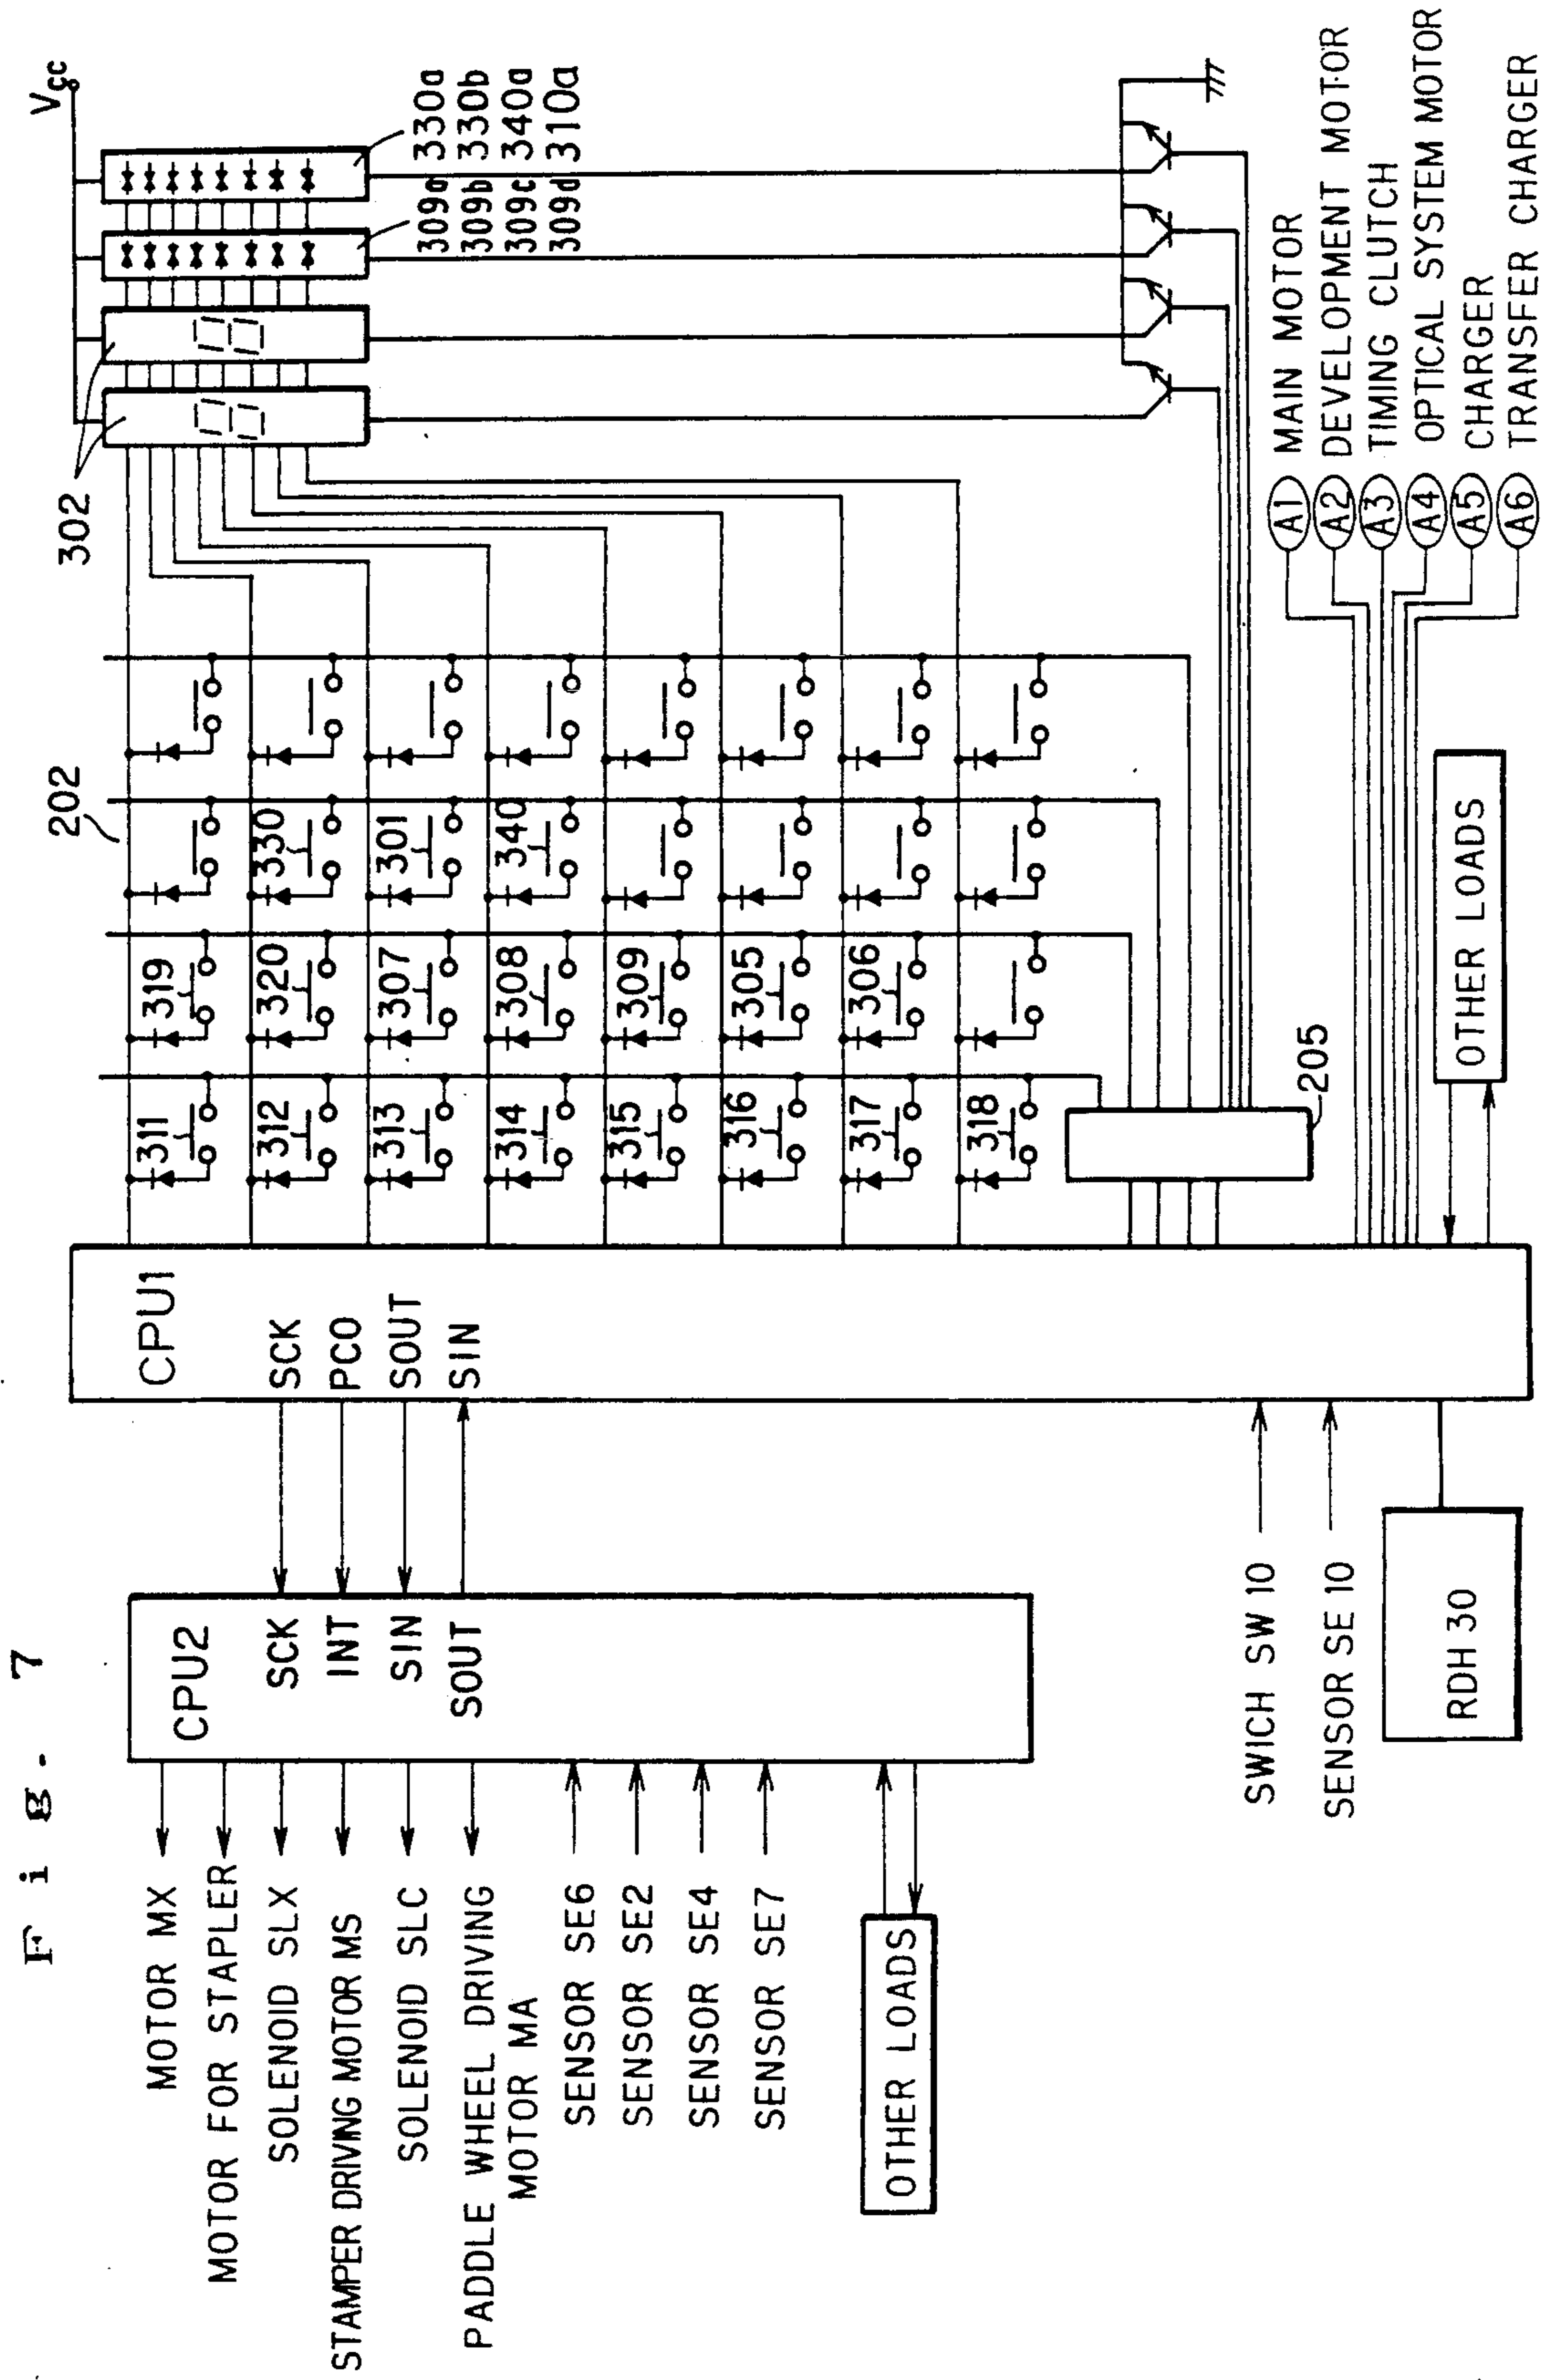 Fig. 7
MOTOR MX
MOTOR FOR STAPLER
SOLENOID SLX
STAMPER DRIVING MOTOR MS
SOLENOID SLC
PADDLE WHEEL DRIVING
MOTOR MA
SENSOR SE6
SENSOR SE2
SENSOR SE4
SENSOR SE7
OTHER LOADS
CPU2
SCK
INT
SIN
SOUT
SWICH SW 10
SENSOR SE 10
RDH 30
CPU1
SCK
PCO
SOUT
SIN
202
311
319
312
320
330
313
307
301
314
308
340
315
309
316
305
317
306
318
205
302
Vcc
309a 330a
309b 330b
309c 340a
309d 310a
A1 MAIN MOTOR
A2 DEVELOPMENT MOTOR
A3 TIMING CLUTCH
A4 OPTICAL SYSTEM MOTOR
A5 CHARGER
A6 TRANSFER CHARGER
OTHER LOADS